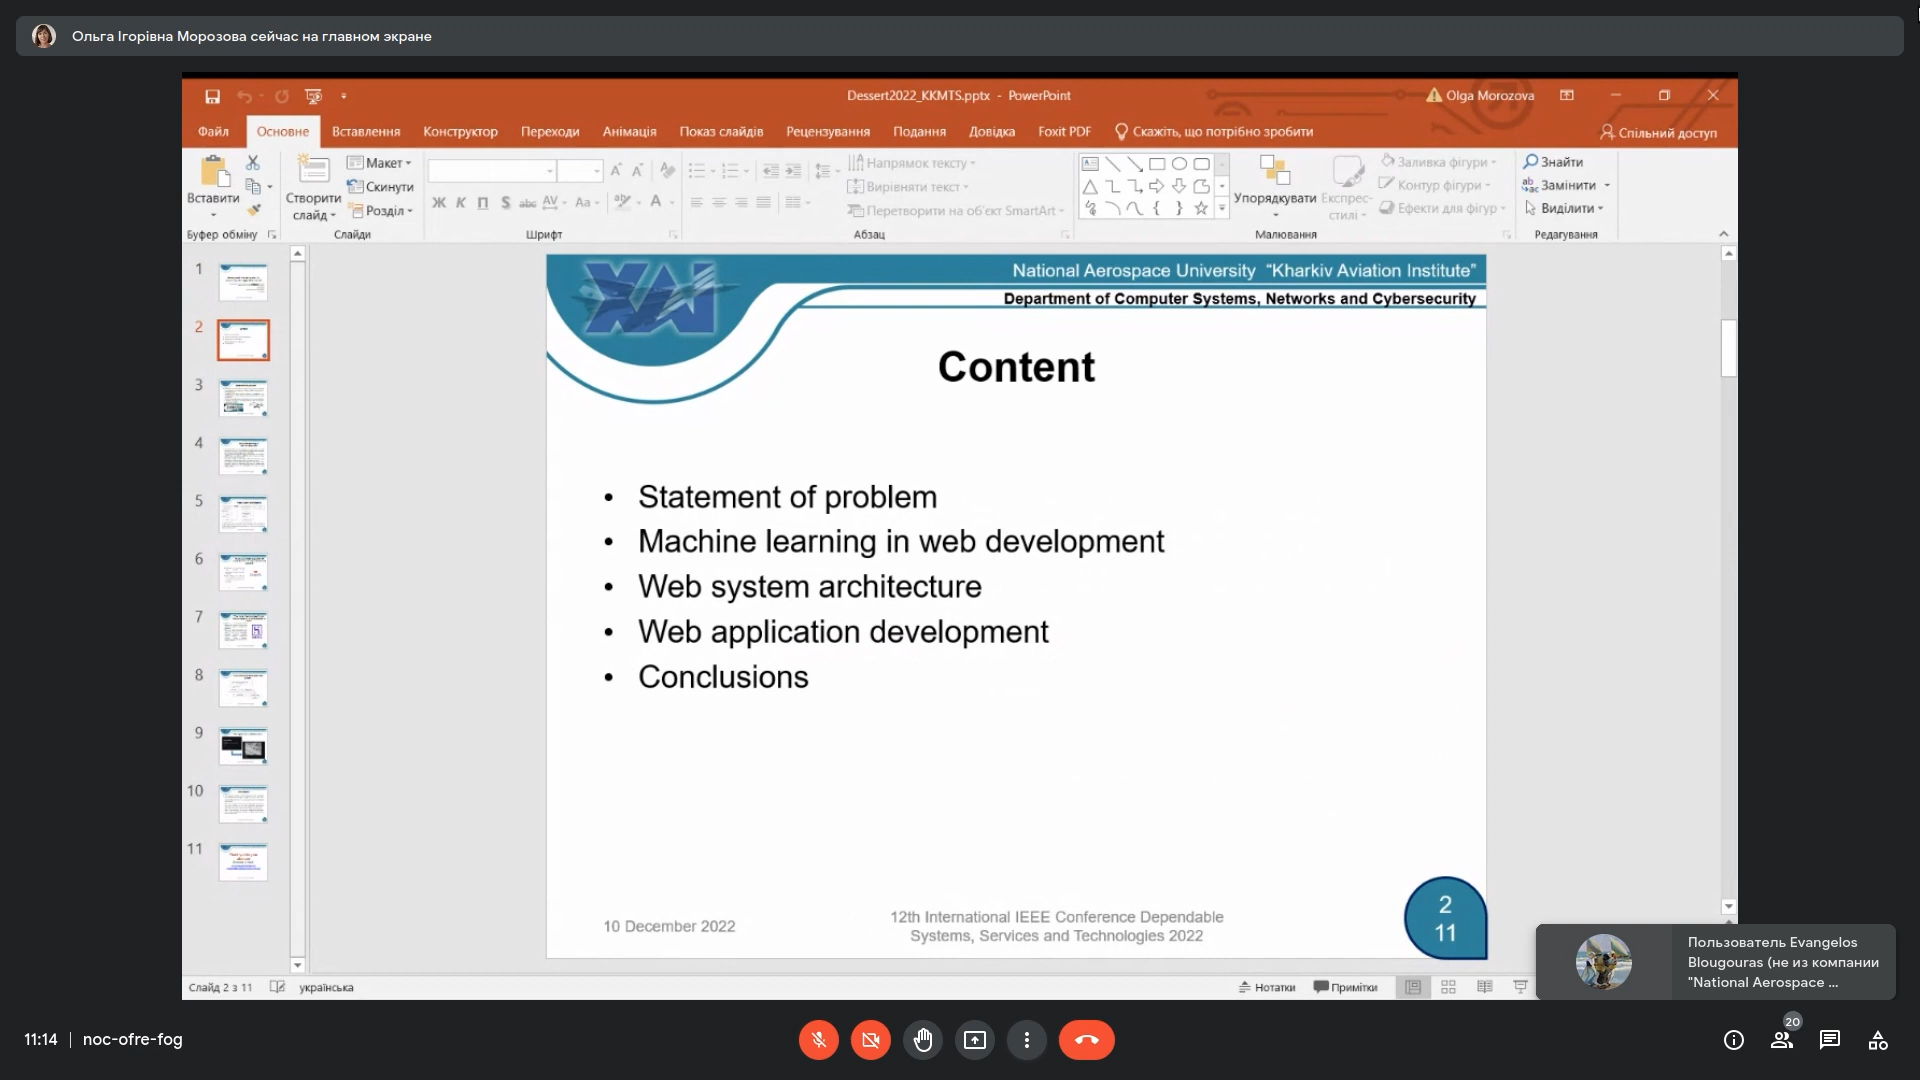 Ольга Ігорівна Морозова сейчас на главном экране
Dessert2022_KKMTS.pptx - PowerPoint
Olga Morozova
Файл Основне Вставлення Конструктор Переходи Анімація Показ слайдів Рецензування Подання Довідка Foxit PDF Скажіть, що потрібно зробити Спільний доступ
Вставити
Буфер обміну
Створити слайд
Макет
Скинути
Розділ
Слайди
Ж К П S abc AV Aa A
Шрифт
Напрямок тексту
Вирівняти текст
Перетворити на об'єкт SmartArt
Абзац
Упорядкувати
Експрес-стилі
Заливка фігури
Контур фігури
Ефекти для фігур
Малювання
Знайти
Замінити
Виділити
Редагування
1
2
3
4
5
6
7
8
9
10
11
XAI
National Aerospace University “Kharkiv Aviation Institute”
Department of Computer Systems, Networks and Cybersecurity
Content
• Statement of problem
• Machine learning in web development
• Web system architecture
• Web application development
• Conclusions
10 December 2022
12th International IEEE Conference Dependable
Systems, Services and Technologies 2022
2
11
Слайд 2 з 11 українська
Нотатки Примітки
Пользователь Evangelos
Blougouras (не из компании
"National Aerospace ...
11:14 | noc-ofre-fog
20